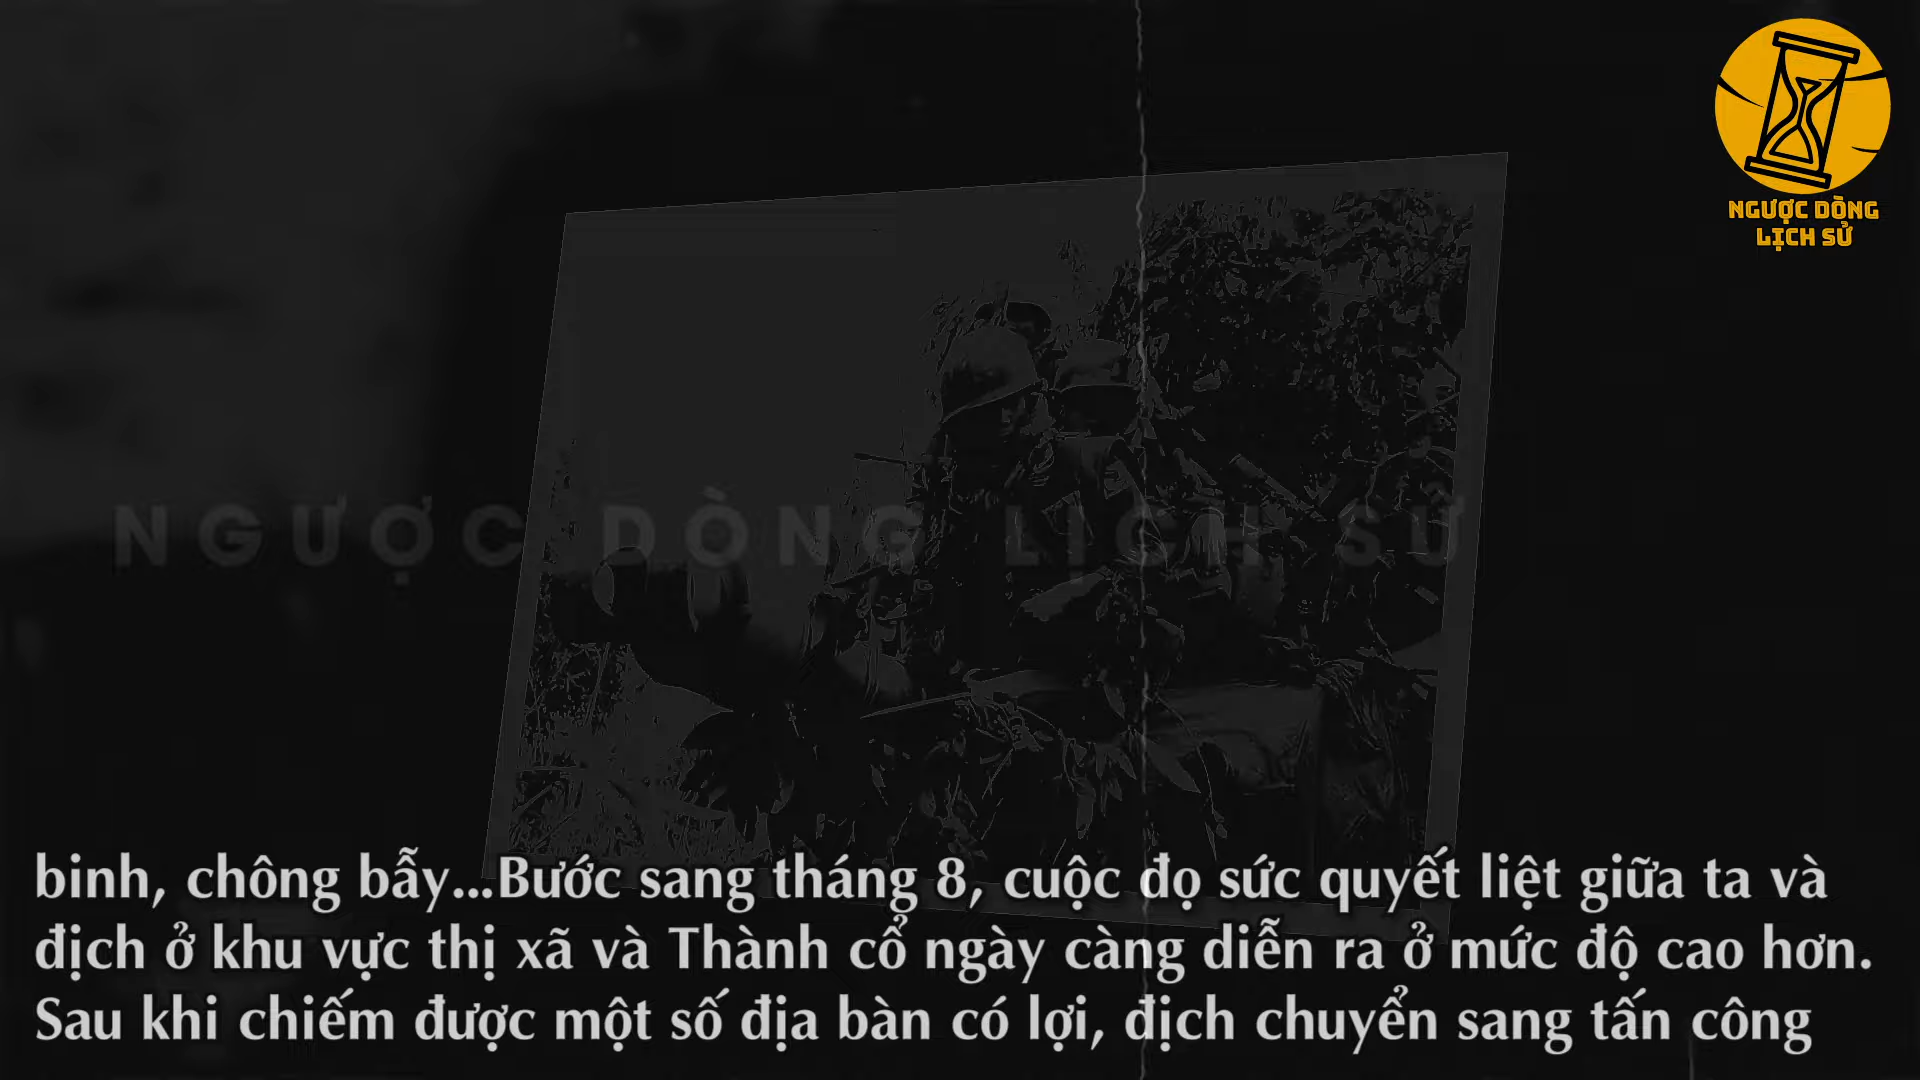 NGƯỢC DÒNG
LỊCH SỬ
NGƯỢC DÒNG LỊCH SỬ
binh, chông bẫy...Bước sang tháng 8, cuộc đọ sức quyết liệt giữa ta và
địch ở khu vực thị xã và Thành cổ ngày càng diễn ra ở mức độ cao hơn.
Sau khi chiếm được một số địa bàn có lợi, địch chuyển sang tấn công